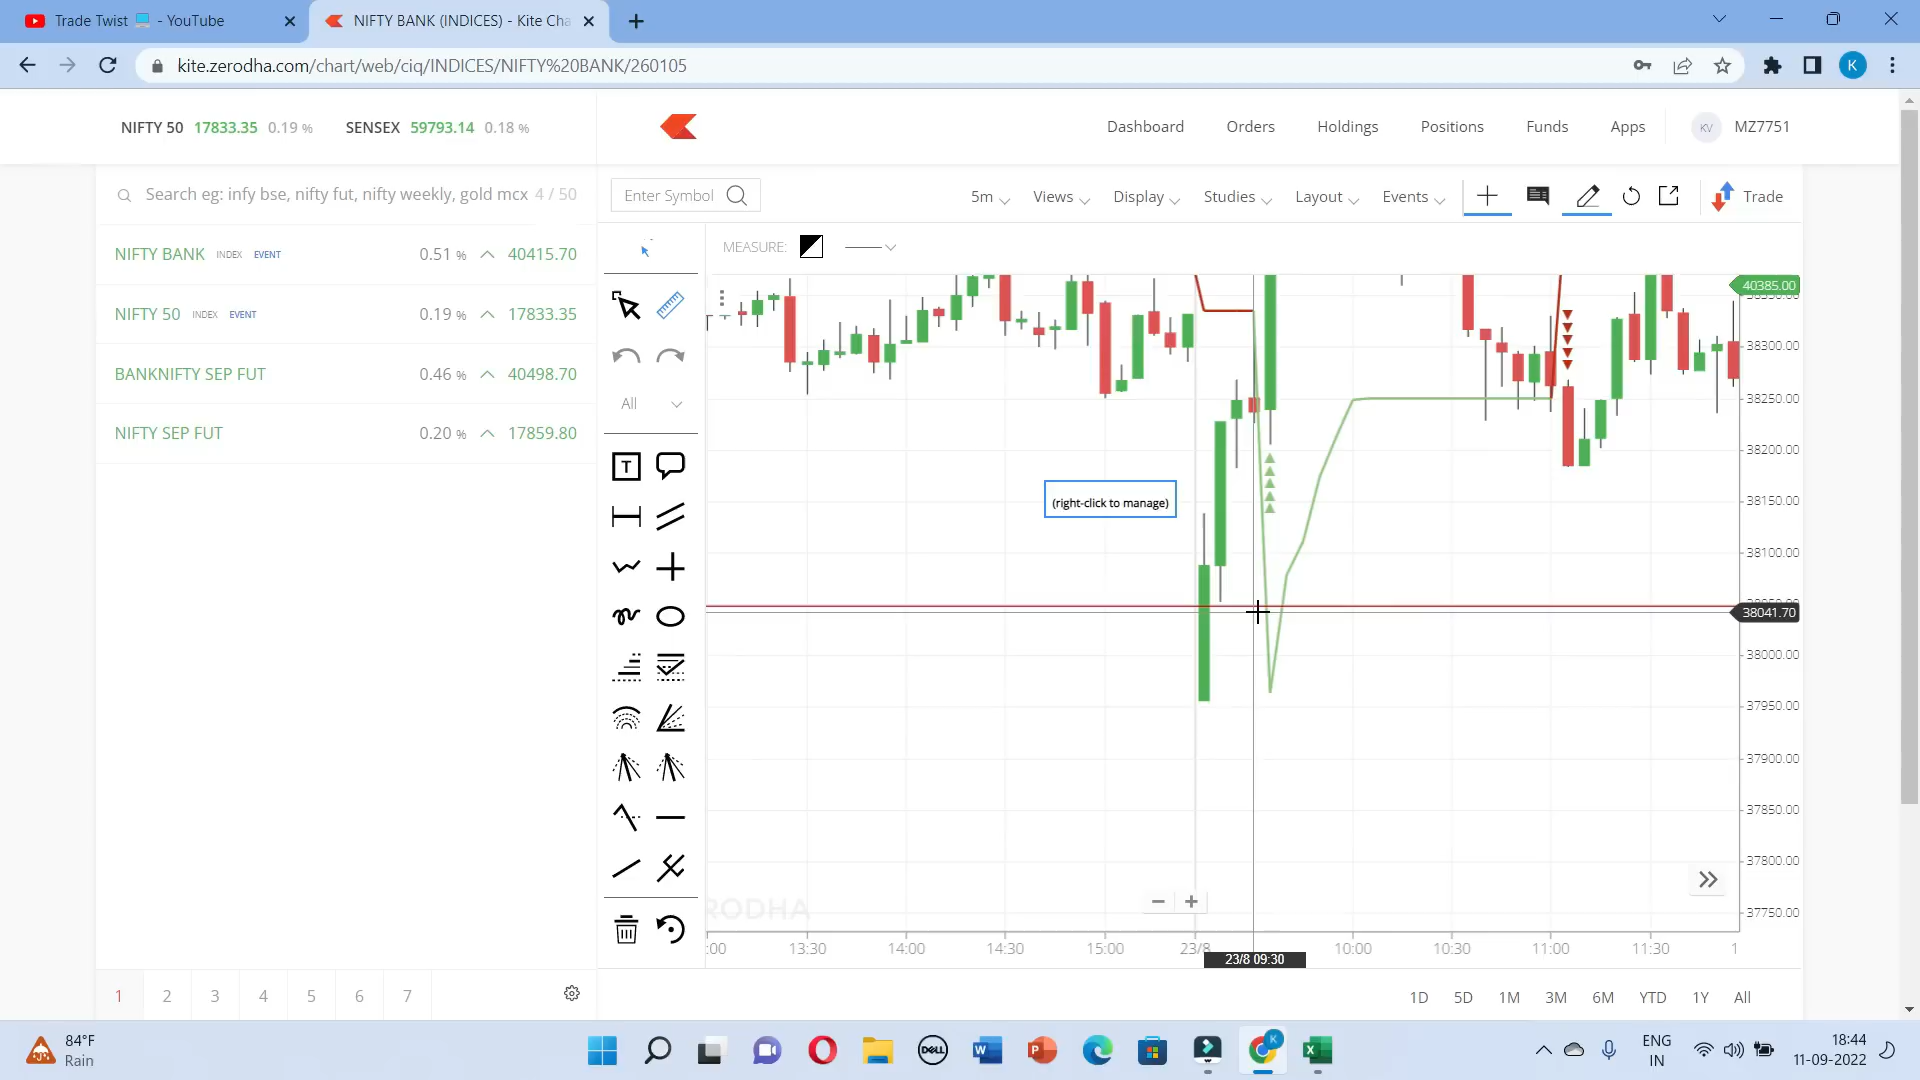 Trade Twist - YouTube
NIFTY BANK (INDICES) - Kite Cha
kite.zerodha.com/chart/web/ciq/INDICES/NIFTY%20BANK/260105
K
NIFTY 50 17833.35 0.19 % SENSEX 59793.14 0.18 %
Dashboard Orders Holdings Positions Funds Apps KV MZ7751
Search eg: infy bse, nifty fut, nifty weekly, gold mcx 4 / 50
Enter Symbol 5m Views Display Studies Layout Events Trade
NIFTY BANK INDEX EVENT 0.51 % 40415.70
NIFTY 50 INDEX EVENT 0.19 % 17833.35
BANKNIFTY SEP FUT 0.46 % 40498.70
NIFTY SEP FUT 0.20 % 17859.80
MEASURE:
All
T
(right-click to manage)
40385.00
38300.00
38250.00
38200.00
38150.00
38100.00
38041.70
38000.00
37950.00
37900.00
37850.00
37800.00
37750.00
RODHA
:00 13:30 14:00 14:30 15:00 23/8 10:00 10:30 11:00 11:30 1
23/8 09:30
1 2 3 4 5 6 7
1D 5D 1M 3M 6M YTD 1Y All
84°F
Rain
DELL
W
P
K
X
ENG
IN
18:44
11-09-2022